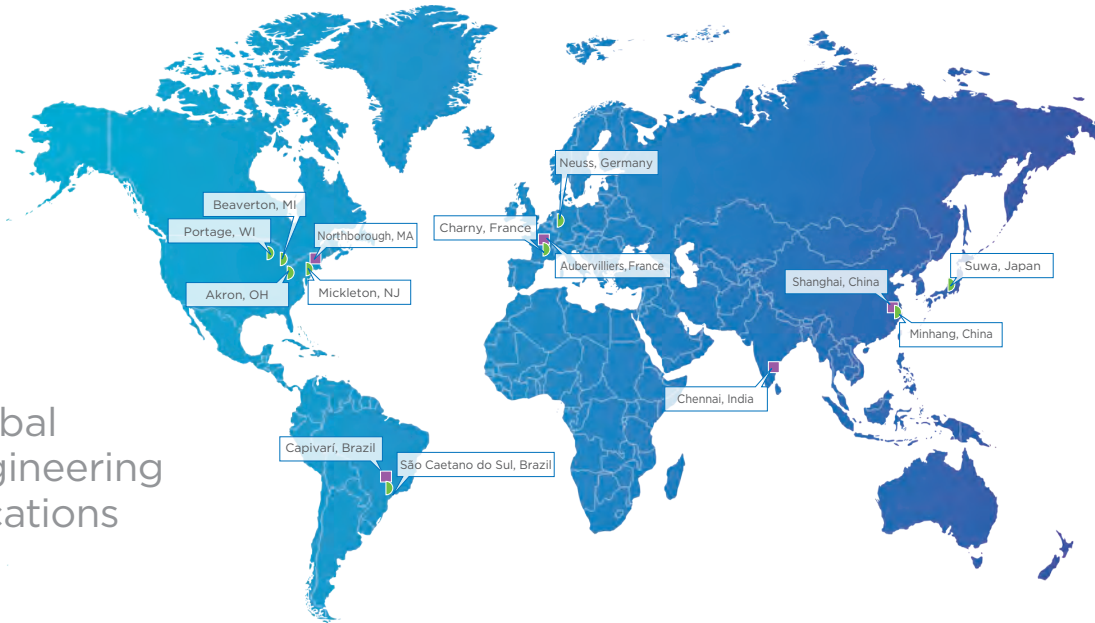 Neuss, Germany
Beaverton, MI
Portage, WI
Northborough, MA
Charny, France
Aubervilliers, France
Suwa, Japan
Shanghai, China
Akron, OH
Mickleton, NJ
Minhang, China
Chennai, India
bal
gineering
cations
Capivarí, Brazil
São Caetano do Sul, Brazil